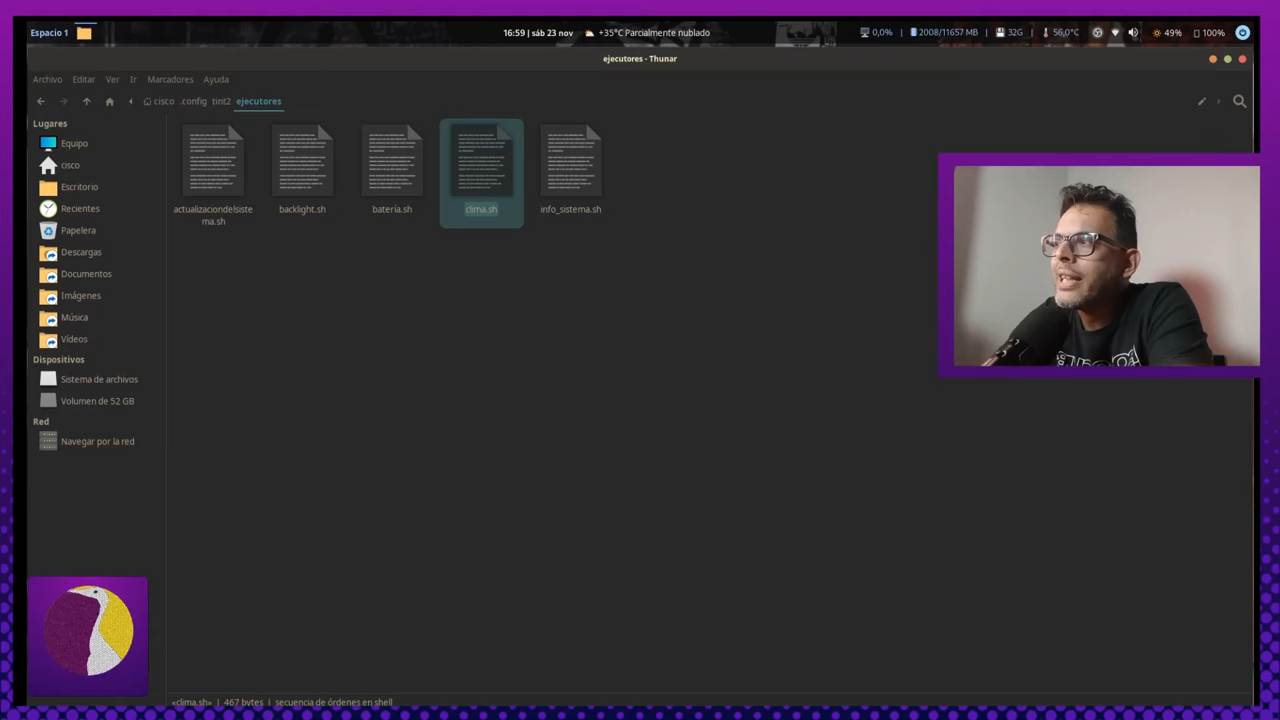 Espacio 1
16:59 | sáb 23 nov
+35°C Parcialmente nublado
0,0% | 2008/11657 MB | 32G | 56,0°C | 49% 100%
ejecutores - Thunar
Archivo Editar Ver Ir Marcadores Ayuda
cisco .config tint2 ejecutores
Lugares
Equipo
cisco
Escritorio
Recientes
Papelera
Descargas
Documentos
Imágenes
Música
Vídeos
Dispositivos
Sistema de archivos
Volumen de 52 GB
Red
Navegar por la red
actualizaciondelsiste
ma.sh
backlight.sh
batería.sh
clima.sh
info_sistema.sh
«clima.sh» | 467 bytes | secuencia de órdenes en shell